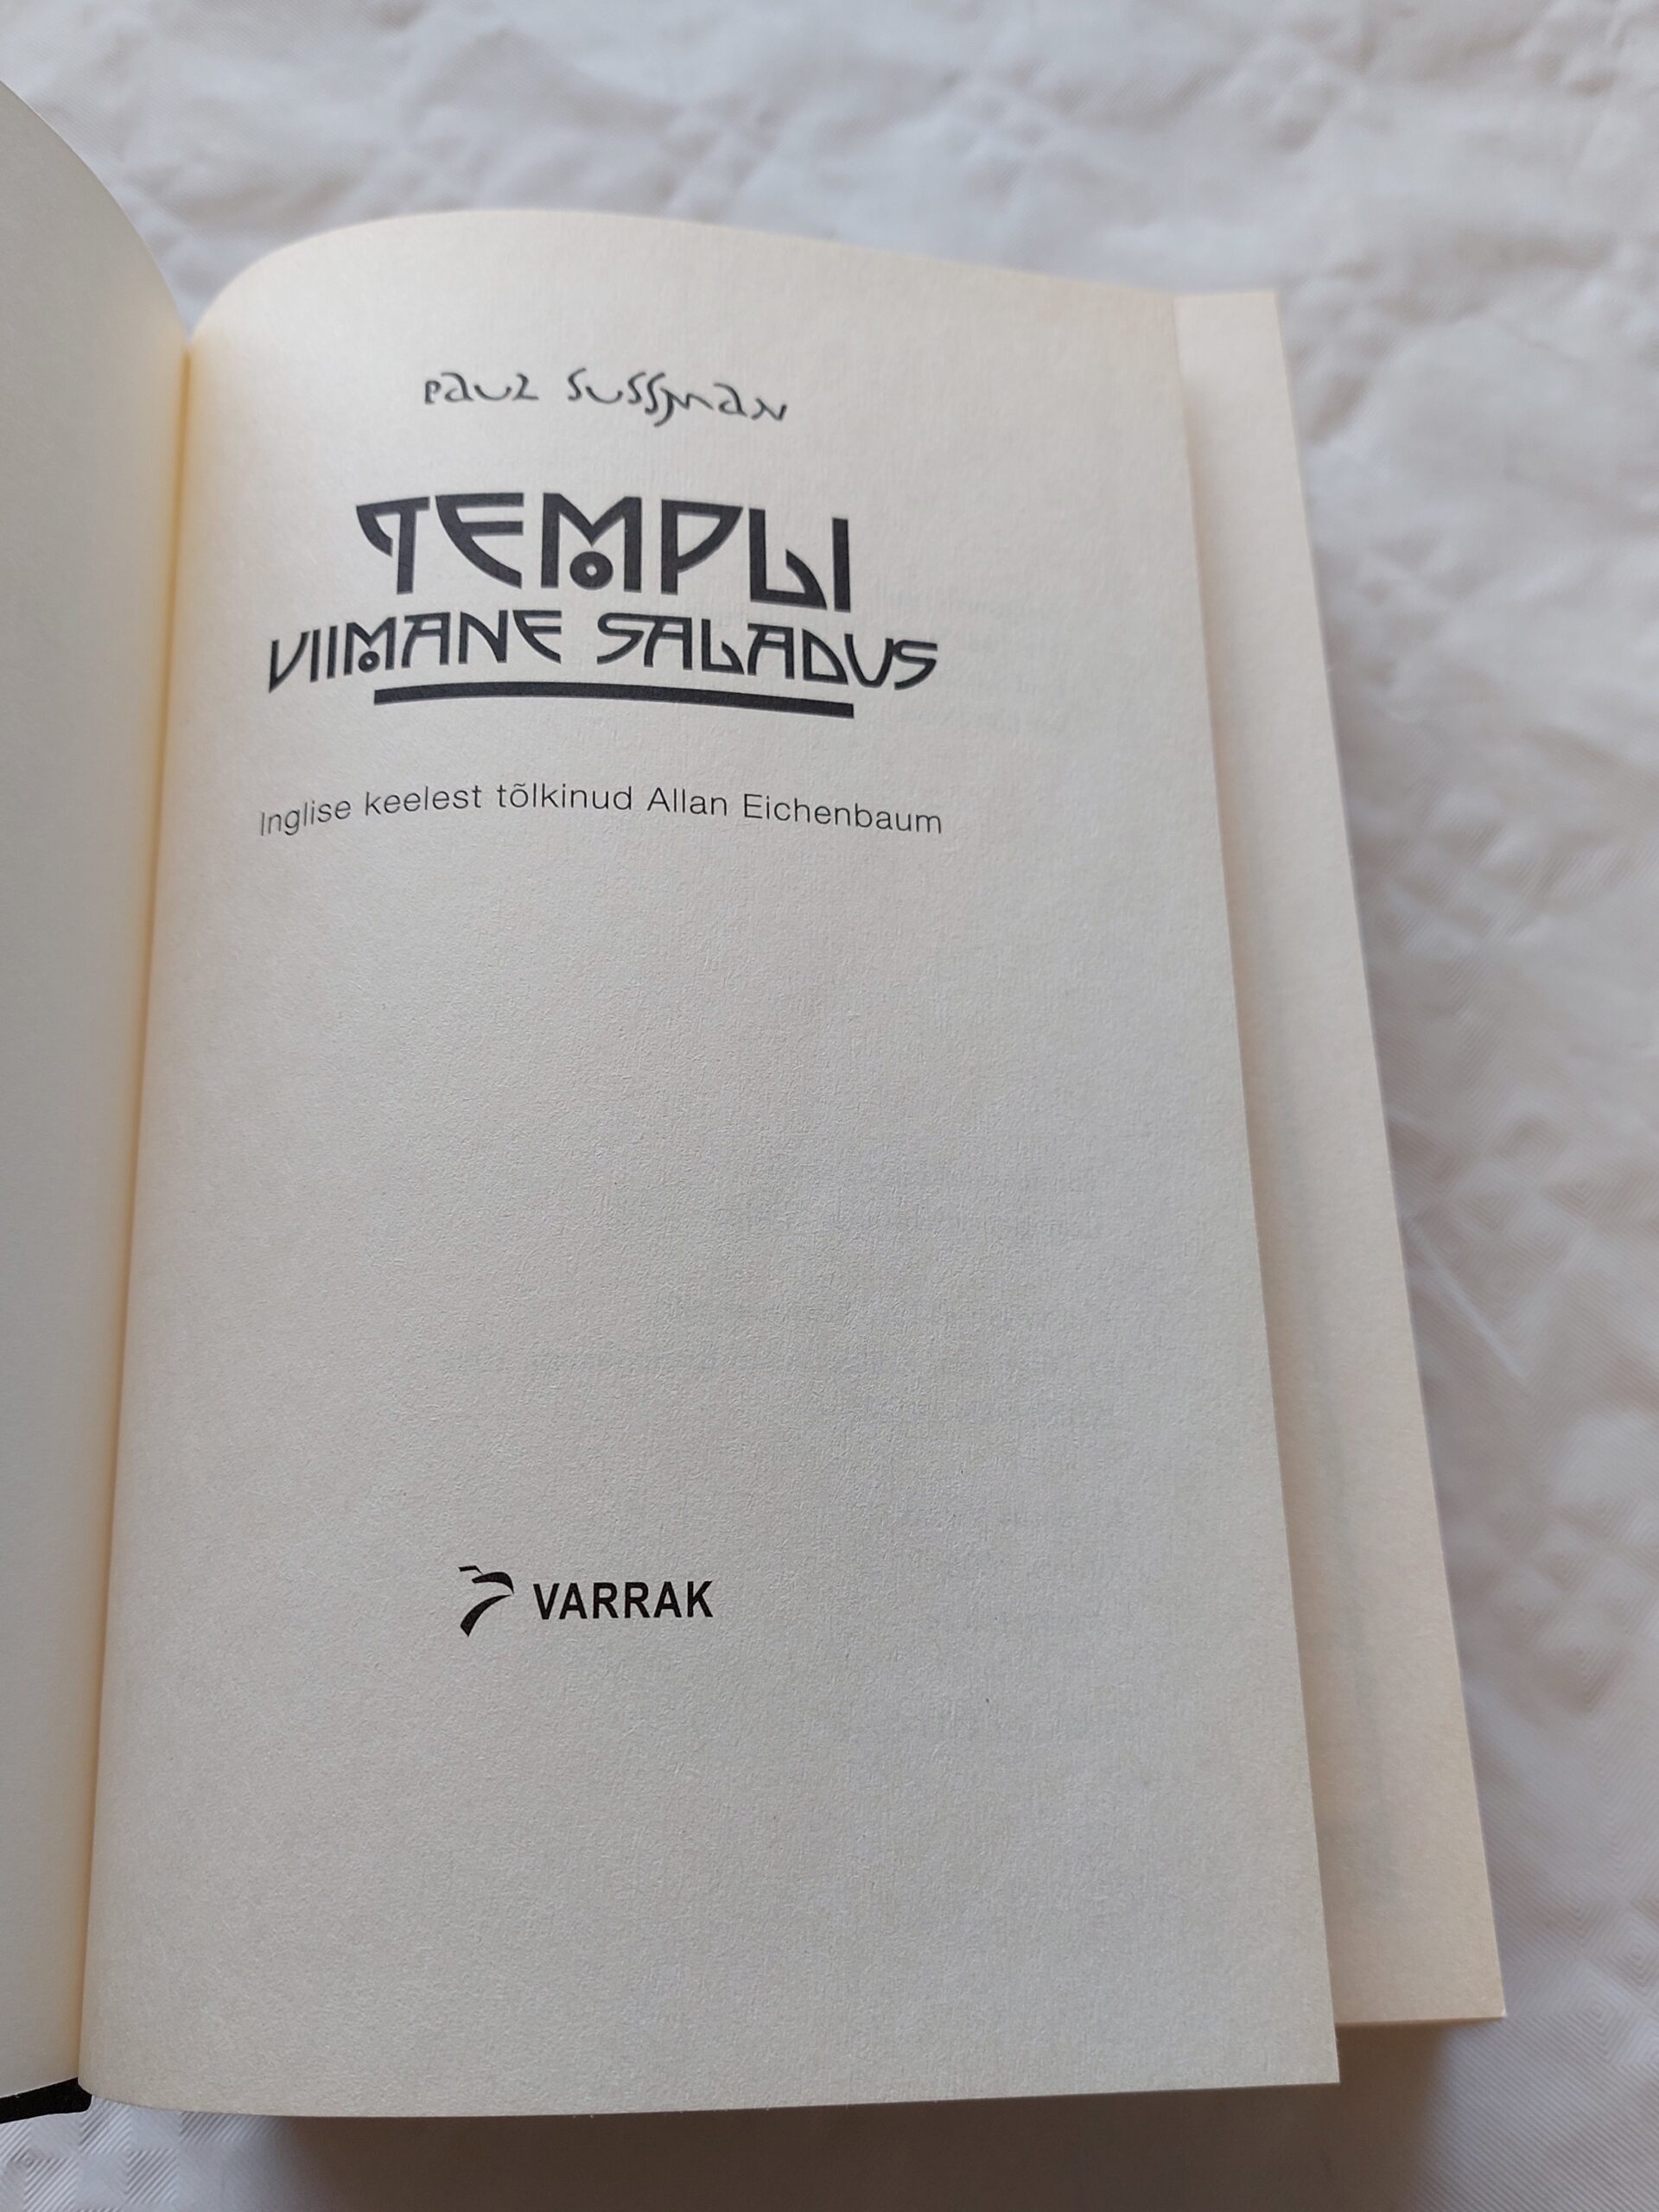 PAUL SUSSMAN
TEMPLI
VIIMANE SALADUS
Inglise keelest tõlkinud Allan Eichenbaum
VARRAK